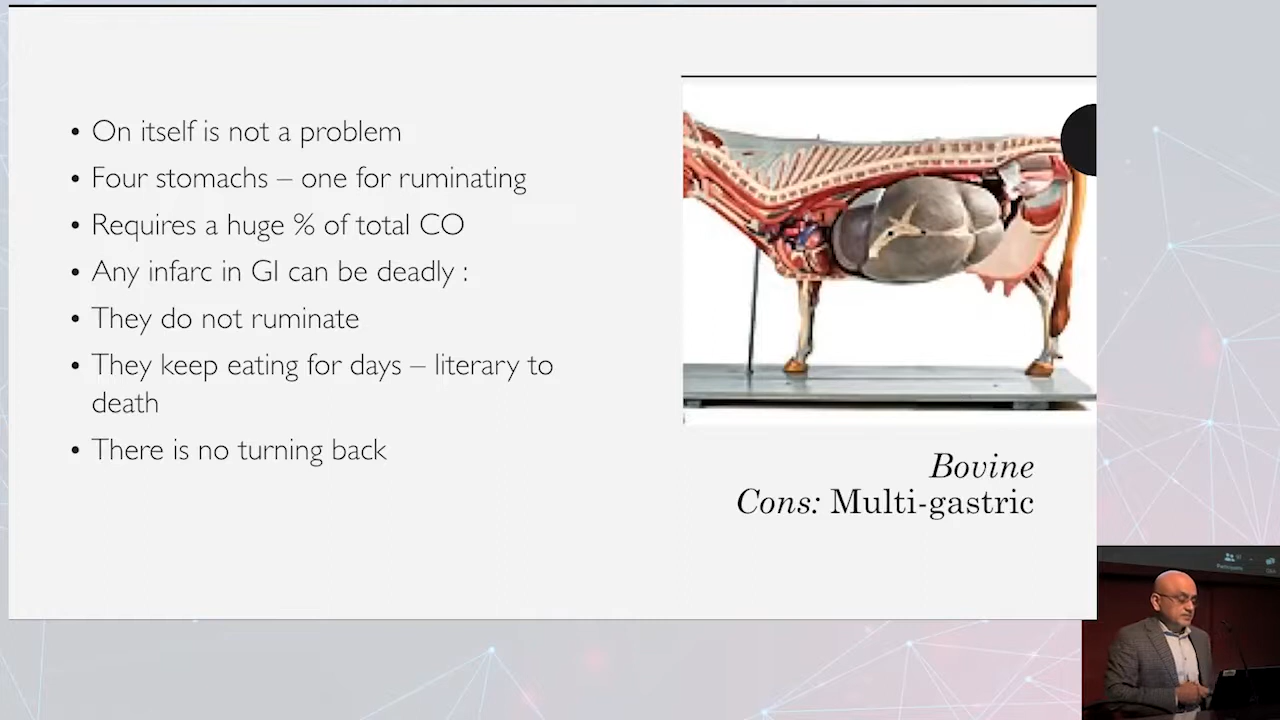 • On itself is not a problem
• Four stomachs – one for ruminating
• Requires a huge % of total CO
• Any infarc in GI can be deadly :
• They do not ruminate
• They keep eating for days – literary to
death
• There is no turning back
Bovine
Cons: Multi-gastric
Participants